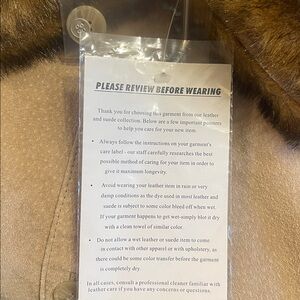 PLEASE REVIEW BEFORE WEARING
Thank you for choosing this garment from our leather
and suede collection. Below are a few important pointers
to help you care for your new item.
• Always follow the instructions on your garment's
care label - our staff carefully researches the best
possible method of caring for your item in order to
give it maximum longevity.
• Avoid wearing your leather item in rain or very
damp conditions as the dye used in most leather and
suede is subject to some color bleed off when wet.
If your garment happens to get wet-simply blot it dry
with a clean towel of similar color.
• Do not allow a wet leather or suede item to come
in contact with other apparel or with upholstery, as
there could be some color transfer before the garment
is completely dry.
In all cases, consult a professional cleaner familiar with
leather care if you have any concerns or questions.